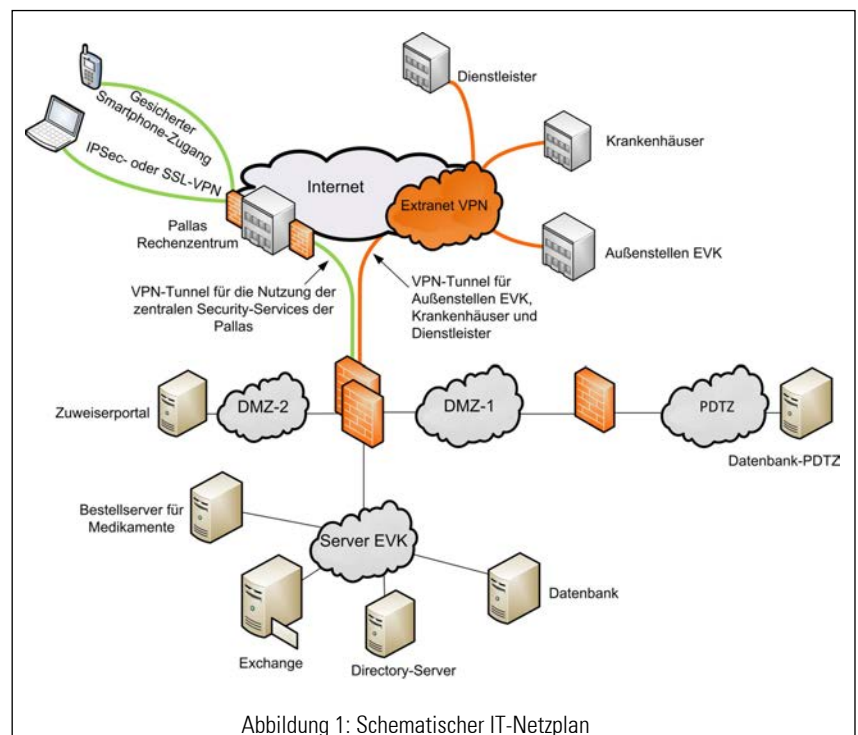 Gesicherter
Smartphone-Zugang
IPSec- oder SSL-VPN
Dienstleister
Krankenhäuser
Internet
Extranet VPN
Pallas
Rechenzentrum
Außenstellen EVK
VPN-Tunnel für die Nutzung der
zentralen Security-Services der
Pallas
VPN-Tunnel für
Außenstellen EVK,
Krankenhäuser und
Dienstleister
Zuweiserportal
DMZ-2
DMZ-1
PDTZ
Datenbank-PDTZ
Bestellserver für
Medikamente
Server EVK
Datenbank
Exchange
Directory-Server
Abbildung 1: Schematischer IT-Netzplan